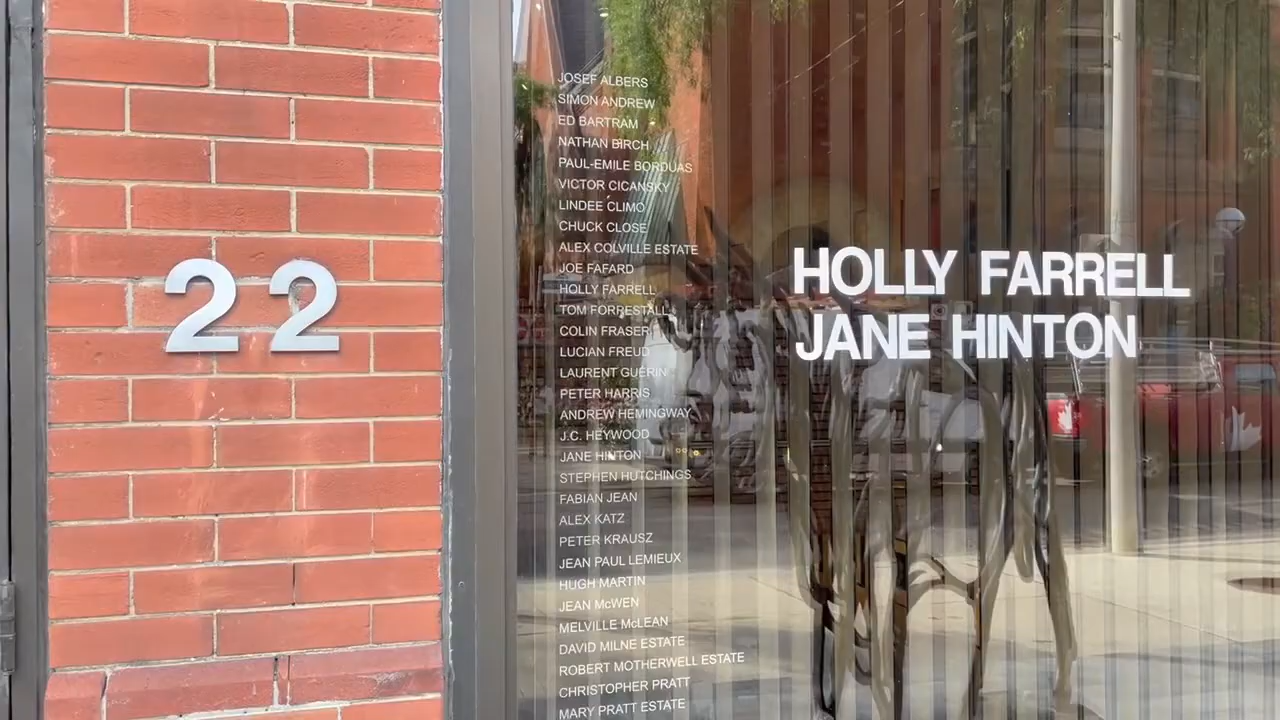 22
JOSEF ALBERS
SIMON ANDREW
ED BARTRAM
NATHAN BIRCH
PAUL-EMILE BORDUAS
VICTOR CICANSKY
LINDEE CLIMO
CHUCK CLOSE
ALEX COLVILLE ESTATE
JOE FAFARD
HOLLY FARRELL
TOM FORRESTALL
COLIN FRASER
LUCIAN FREUD
LAURENT GUÉRIN
PETER HARRIS
ANDREW HEMINGWAY
J.C. HEYWOOD
JANE HINTON
STEPHEN HUTCHINGS
FABIAN JEAN
ALEX KATZ
PETER KRAUSZ
JEAN PAUL LEMIEUX
HUGH MARTIN
JEAN McWEN
MELVILLE McLEAN
DAVID MILNE ESTATE
ROBERT MOTHERWELL ESTATE
CHRISTOPHER PRATT
MARY PRATT ESTATE
HOLLY FARRELL
JANE HINTON